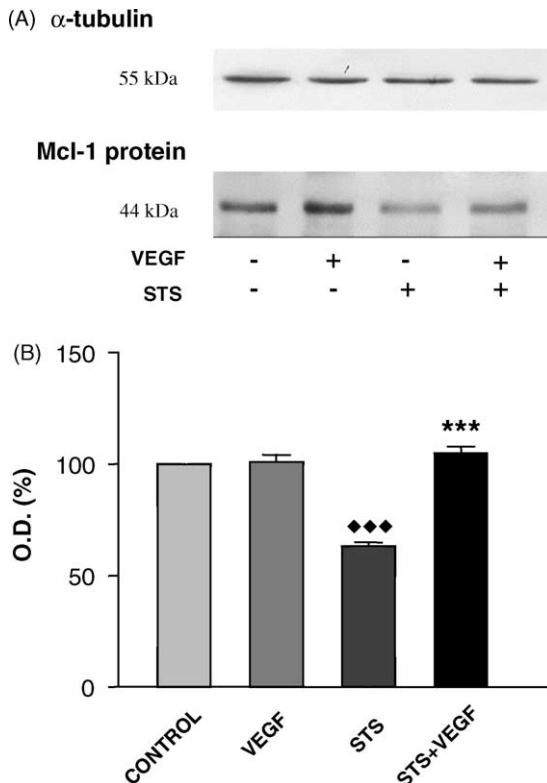 (A) α-tubulin
55 kDa
Mcl-1 protein
44 kDa
VEGF - + - +
STS - - + +
(B)
150
100
50
0
O.D. (%)
***
◆◆◆
CONTROL
VEGF
STS
STS+VEGF